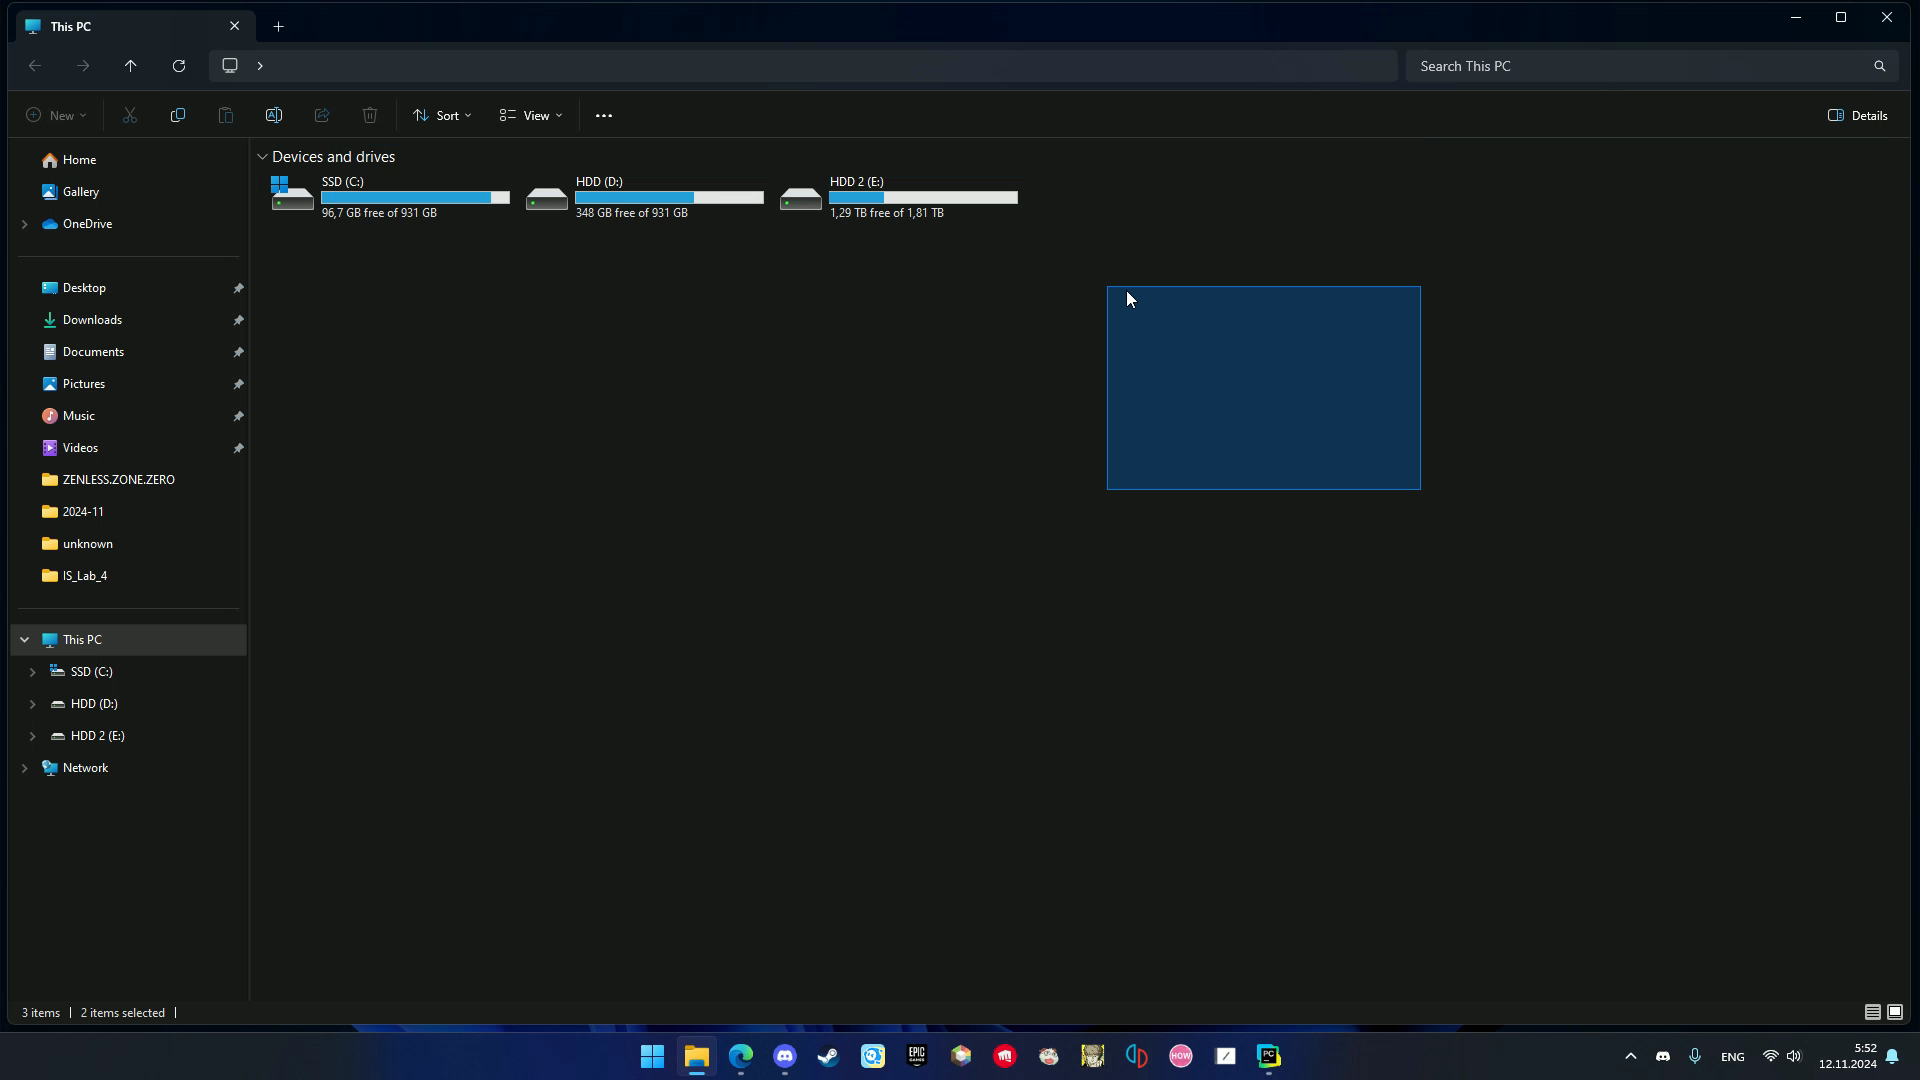 This PC
Search This PC
New
Sort
View
Details
Home
Gallery
OneDrive
Desktop
Downloads
Documents
Pictures
Music
Videos
ZENLESS.ZONE.ZERO
2024-11
unknown
IS_Lab_4
This PC
SSD (C:)
HDD (D:)
HDD 2 (E:)
Network
Devices and drives
SSD (C:)
96,7 GB free of 931 GB
HDD (D:)
348 GB free of 931 GB
HDD 2 (E:)
1,29 TB free of 1,81 TB
3 items
2 items selected
EPIC
GAMES
HOW
PC
ENG
5:52
12.11.2024